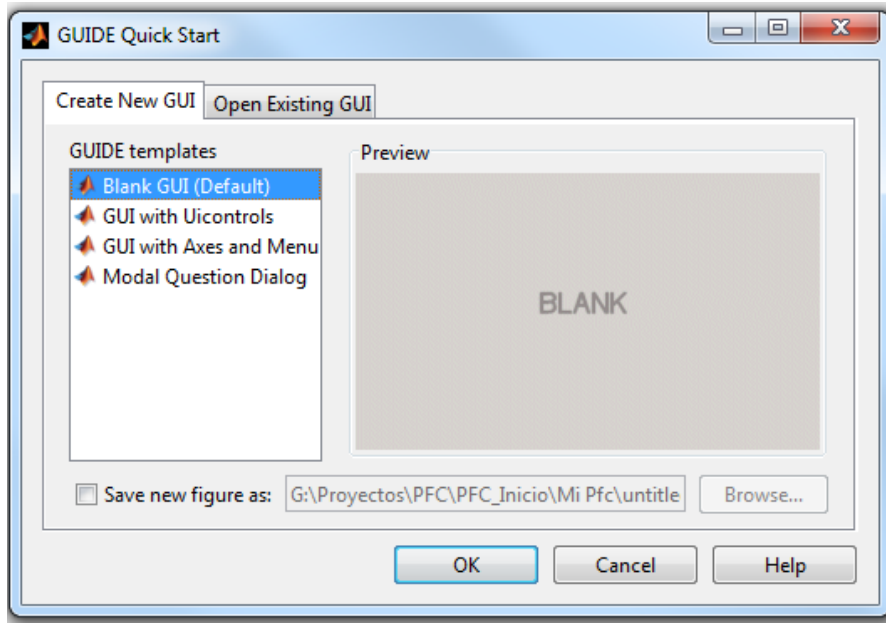 GUIDE Quick Start
Create New GUI
Open Existing GUI
GUIDE templates
Blank GUI (Default)
GUI with Uicontrols
GUI with Axes and Menu
Modal Question Dialog
Preview
BLANK
Save new figure as:
G:\Proyectos\PFC\PFC_Inicio\Mi Pfc\untitle
Browse...
OK
Cancel
Help